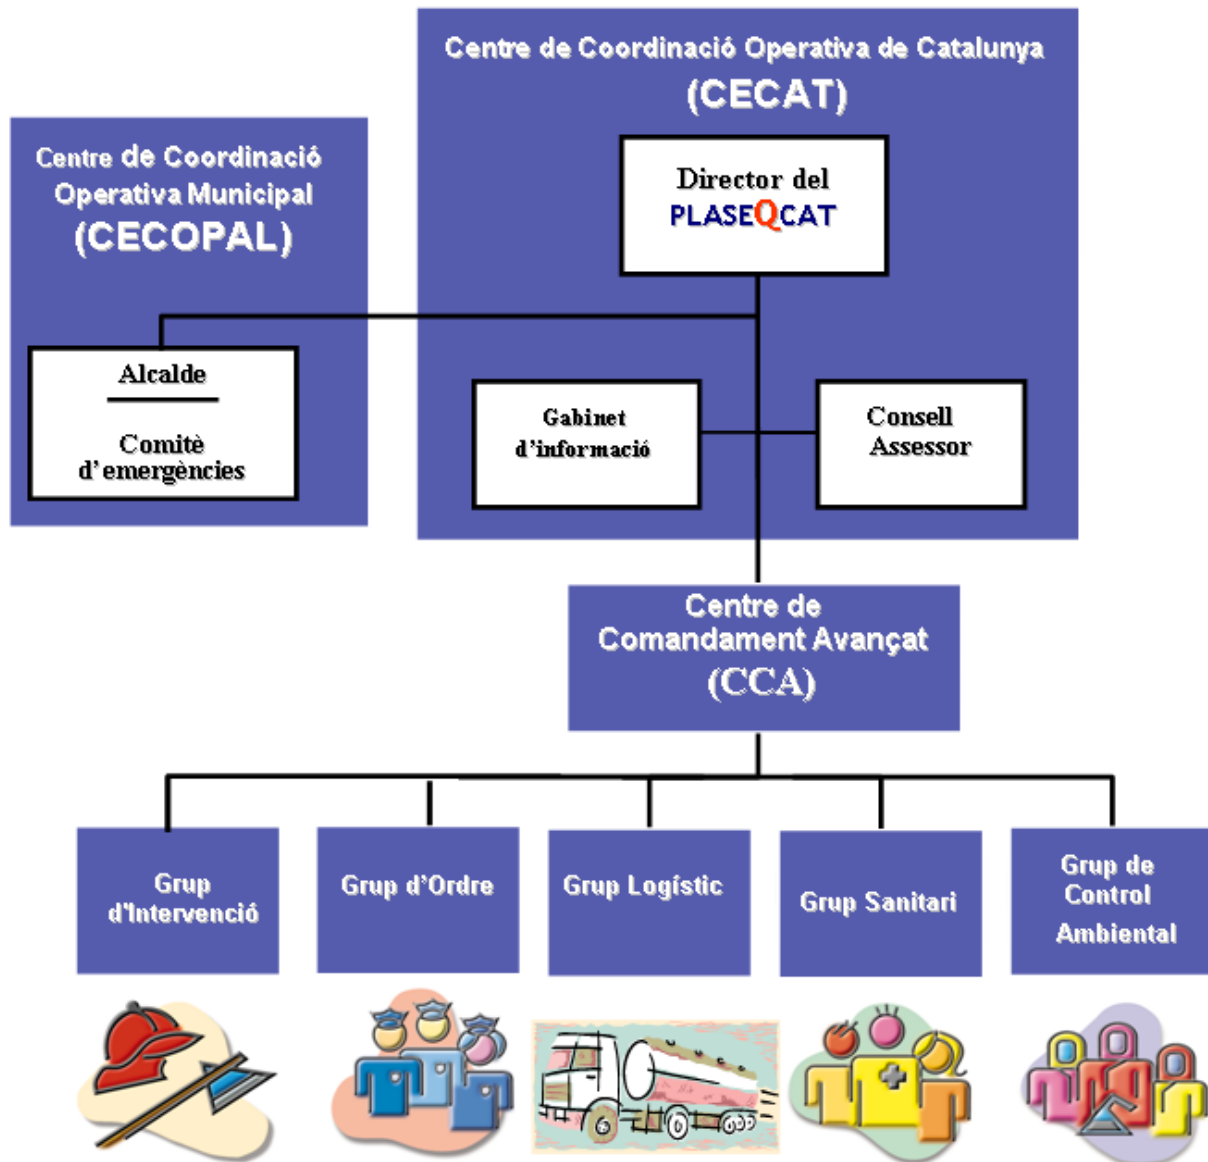 Centre de Coordinació Operativa de Catalunya
(CECAT)
Director del
PLASEQCAT
Centre de Coordinació
Operativa Municipal
(CECOPAL)
Alcalde
Comitè
d'emergències
Gabinet
d'informació
Consell
Assessor
Centre de
Comandament Avançat
(CCA)
Grup
d'Intervenció
Grup d'Ordre
Grup Logístic
Grup Sanitari
Grup de
Control
Ambiental